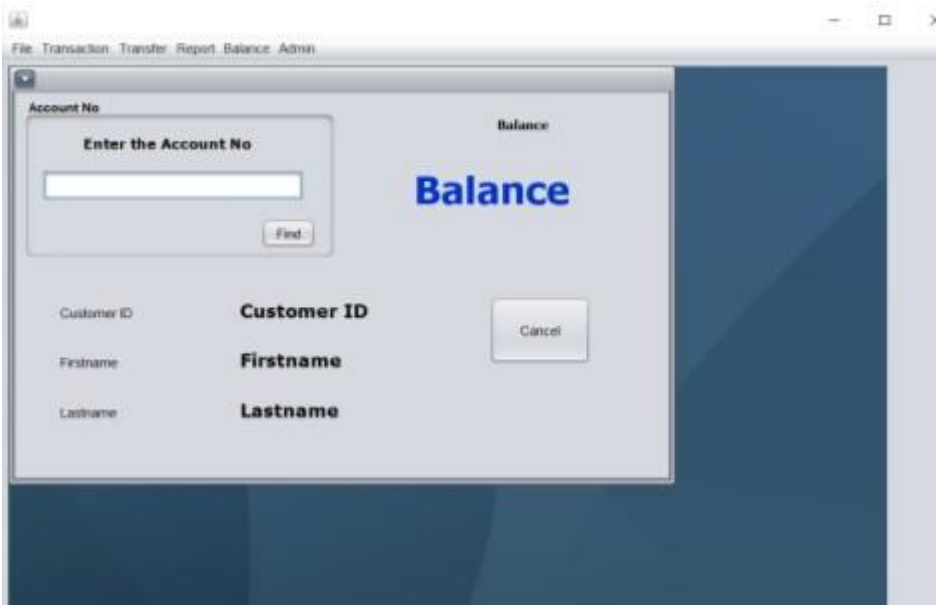 File Transaction Transfer Report Balance Admin
Account No
Enter the Account No
Find
Balance
Balance
Customer ID Customer ID
Firstname Firstname
Lastname Lastname
Cancel